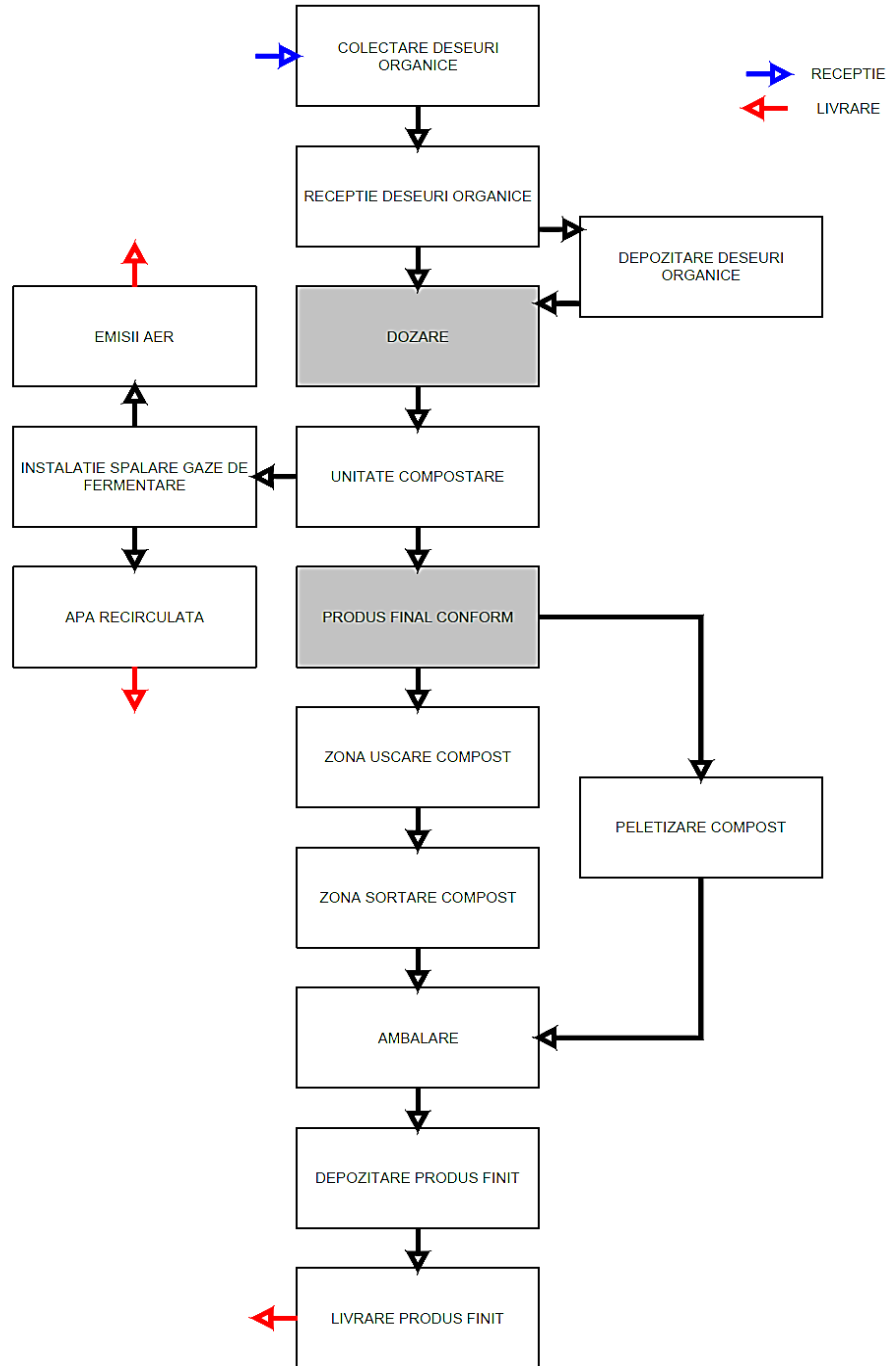 COLECTARE DESEURI
ORGANICE
RECEPTIE
LIVRARE
RECEPTIE DESEURI ORGANICE
DEPOZITARE DESEURI
ORGANICE
EMISII AER
DOZARE
INSTALATIE SPALARE GAZE DE
FERMENTARE
UNITATE COMPOSTARE
APA RECIRCULATA
PRODUS FINAL CONFORM
ZONA USCARE COMPOST
PELETIZARE COMPOST
ZONA SORTARE COMPOST
AMBALARE
DEPOZITARE PRODUS FINIT
LIVRARE PRODUS FINIT